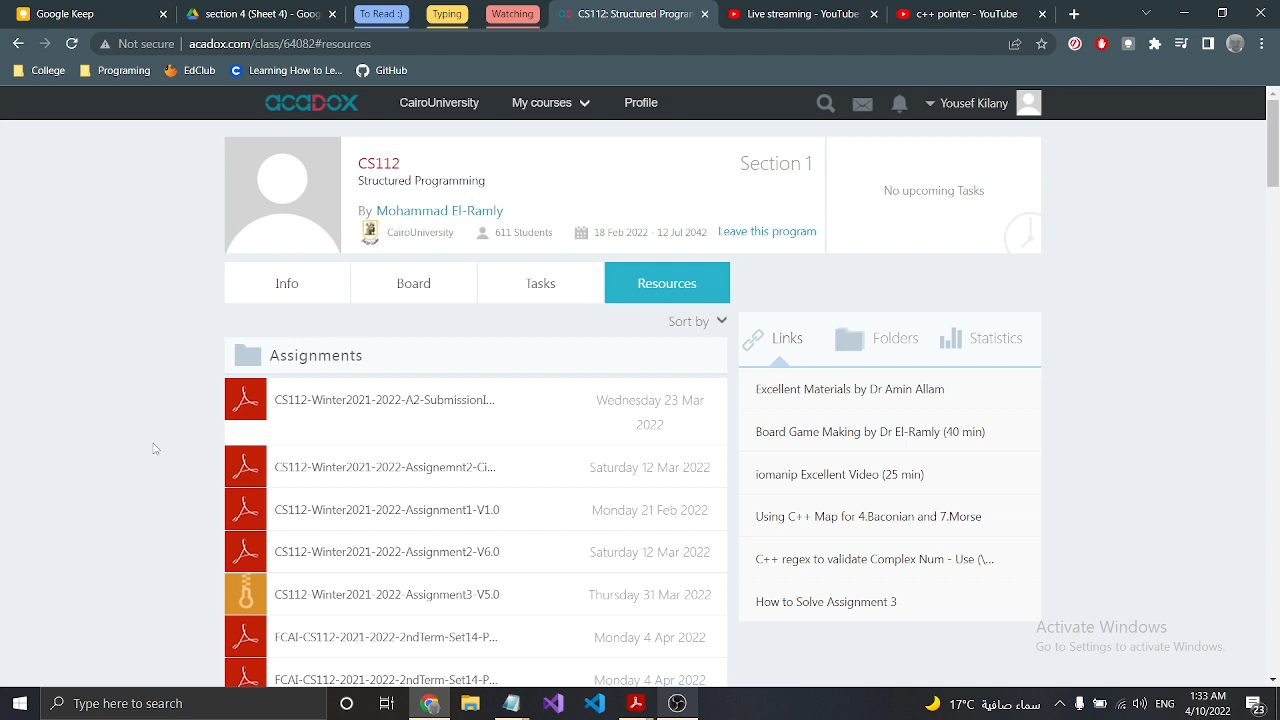 College - Google Keep
assignment (section 4) - Goo
Assignments
To Read :)
Typing
Watching
CS112: Structured Progra
Live streaming - YouTube Stu
communication - YouTube
Not secure
acadox.com/class/64082#resources
College
Programming
EdClub
Learning How to Le...
GitHub
acaDOX
CairoUniversity
My courses
Profile
Yousef Kilany
CS112
Section 1
Structured Programming
No upcoming Tasks
By Mohammad El-Ramly
CairoUniversity
611 Students
18 Feb 2022 - 12 Jul 2042
Leave this program
Info
Board
Tasks
Resources
Sort by
Links
Folders
Statistics
Assignments
CS112-Winter2021-2022-A2-SubmissionI...
Wednesday 23 Mar
2022
CS112-Winter2021-2022-Assignemnt2-Ci...
Saturday 12 Mar 2022
CS112-Winter2021-2022-Assignment1-V1.0
Monday 21 Feb 2022
CS112-Winter2021-2022-Assignment2-V6.0
Saturday 12 Mar 2022
CS112-Winter2021-2022-Assignment3-V5.0
Thursday 31 Mar 2022
FCAI-CS112-2021-2022-2ndTerm-Set14-P...
Monday 4 Apr 2022
FCAI-CS112-2021-2022-2ndTerm-Set14-P...
Monday 4 Apr 2022
Excellent Materials by Dr Amin Allam
Board Game Making by Dr El-Ramly (40 min)
iomanip Excellent Video (25 min)
Using C++ Map for 4.Baconian and 7.Morse
C++ regex to validate Complex Num - Use (\...
How to Solve Assignment 3
Activate Windows
Go to Settings to activate Windows.
Type here to search
17°C
ENG
1:33 AM
4/10/2022